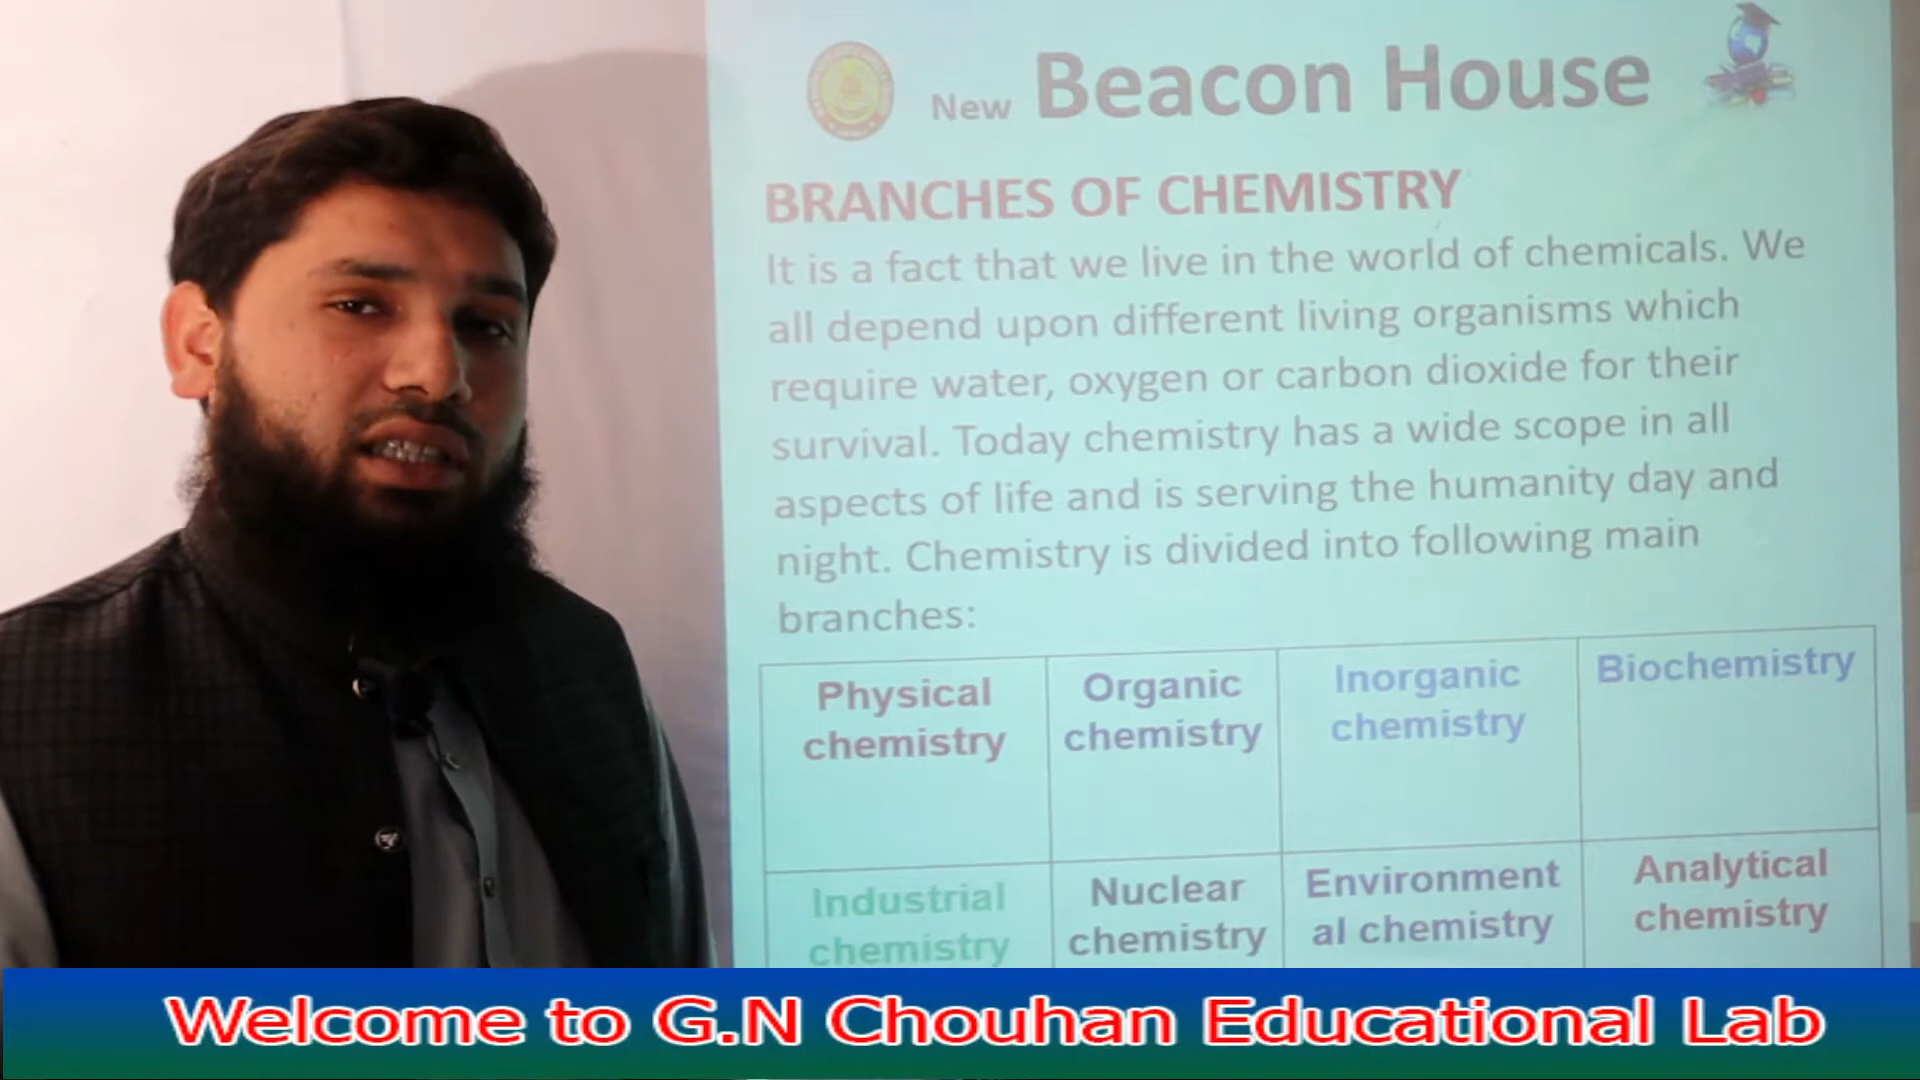 New Beacon House
BRANCHES OF CHEMISTRY
It is a fact that we live in the world of chemicals. We
all depend upon different living organisms which
require water, oxygen or carbon dioxide for their
survival. Today chemistry has a wide scope in all
aspects of life and is serving the humanity day and
night. Chemistry is divided into following main
branches:
Physical
chemistry
Organic
chemistry
Inorganic
chemistry
Biochemistry
Industrial
chemistry
Nuclear
chemistry
Environment
al chemistry
Analytical
chemistry
Welcome to G.N Chouhan Educational Lab